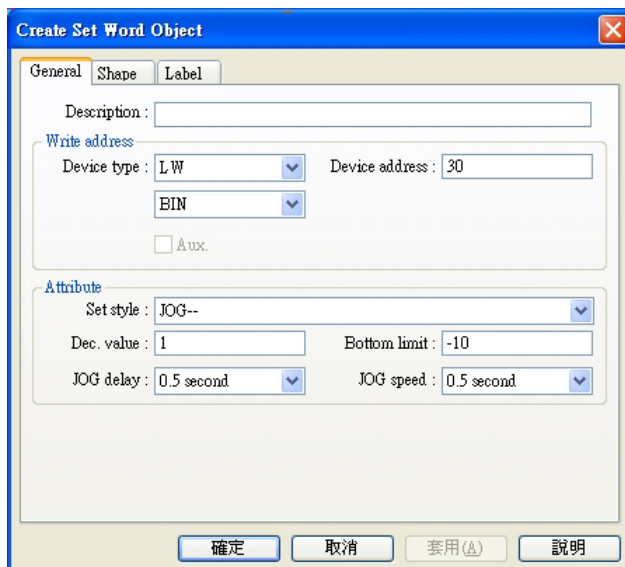 Create Set Word Object
General Shape Label
Description :
Write address
Device type : LW Device address : 30
BIN
Aux.
Attribute
Set style : JOG--
Dec. value : 1 Bottom limit : -10
JOG delay : 0.5 second JOG speed : 0.5 second
確定 取消 套用(A) 說明